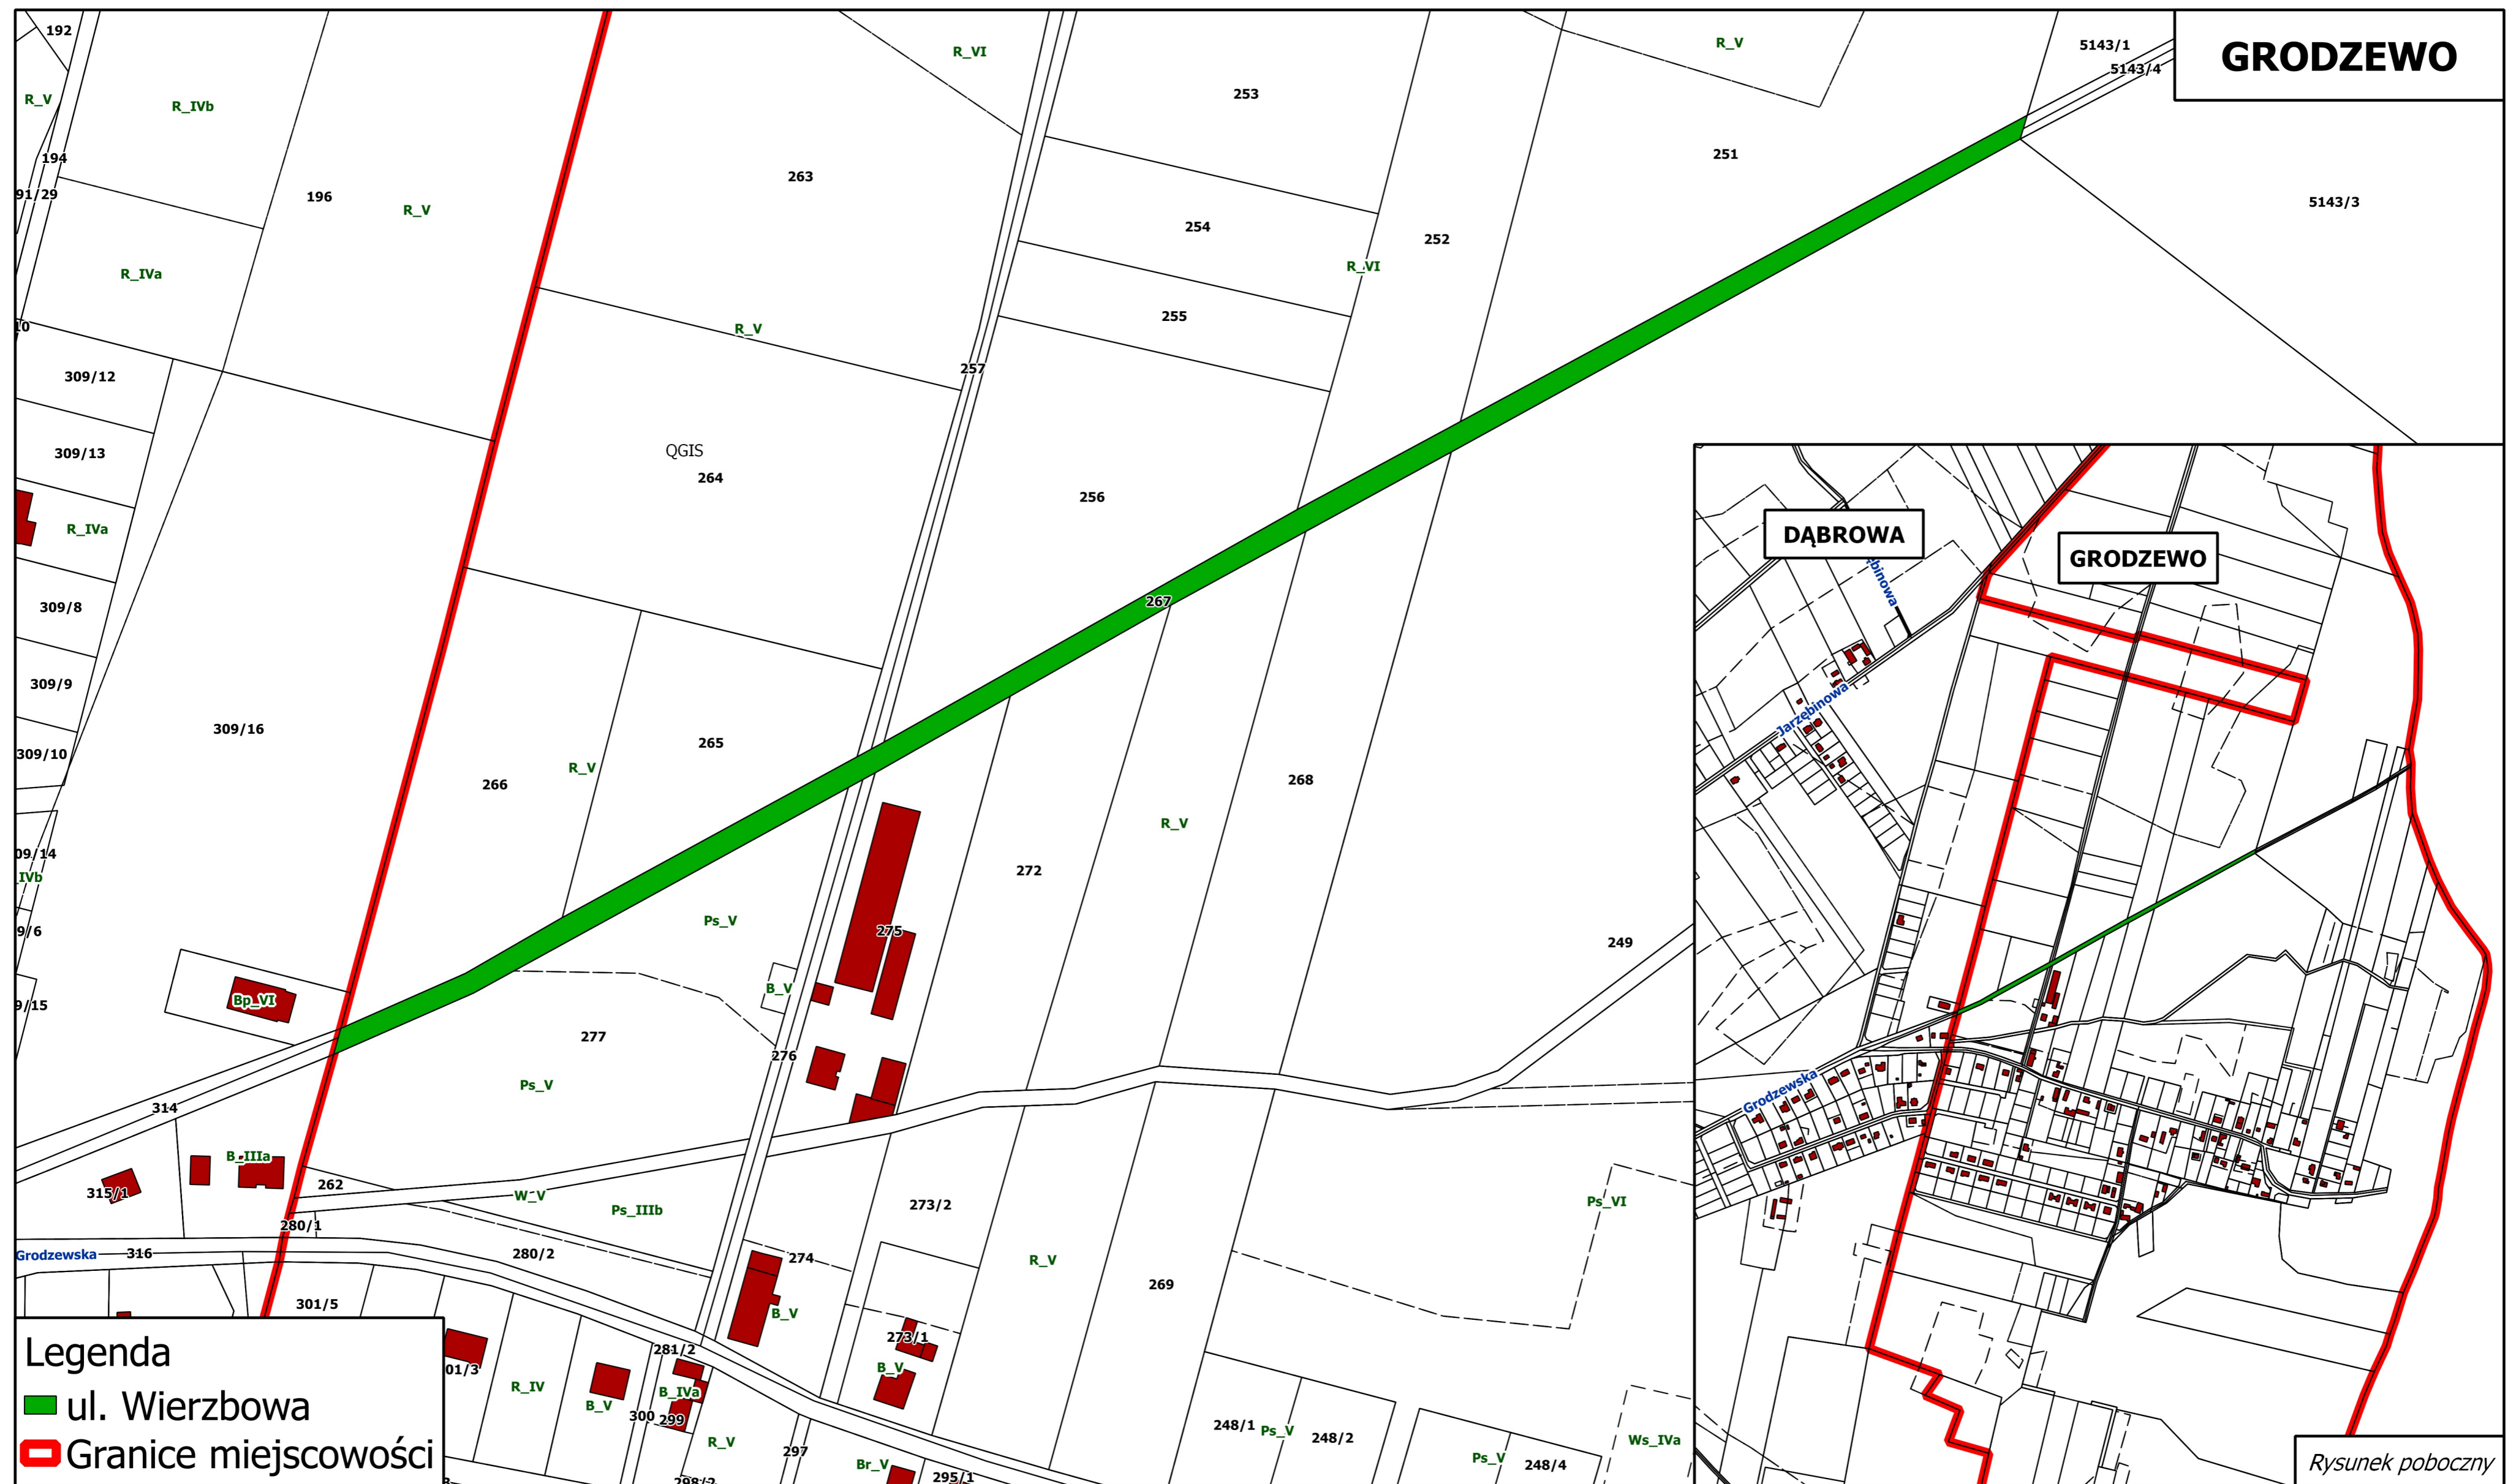 192
R_VI
R_V
5143/1
GRODZEWO
5143/4
R_V
R_IVb
253
194
251
263
91/29
196
R_V
5143/3
254
252
R_IVa
R_VI
255
10
R_V
257
309/12
QGIS
309/13
264
256
R_IVa
DĄBROWA
GRODZEWO
ębinowa
309/8
267
309/9
Jarzębinowa
309/16
265
309/10
R_V
266
268
R_V
09/14
272
IVb
Ps_V
275
9/6
249
B_V
Bp_VI
9/15
277
276
Ps_V
Grodzewska
314
B_IIIa
262
315/1
W_V
Ps_IIIb
273/2
Ps_VI
280/1
Grodzewska
316
280/2
274
R_V
269
301/5
B_V
273/1
Legenda
281/2
01/3
B_V
R_IV
B_IVa
ul. Wierzbowa
B_V
300
299
248/1
Ps_V
248/2
R_V
297
Ws_IVa
Granice miejscowości
Br_V
Ps_V
248/4
Rysunek poboczny
295/1
298/2